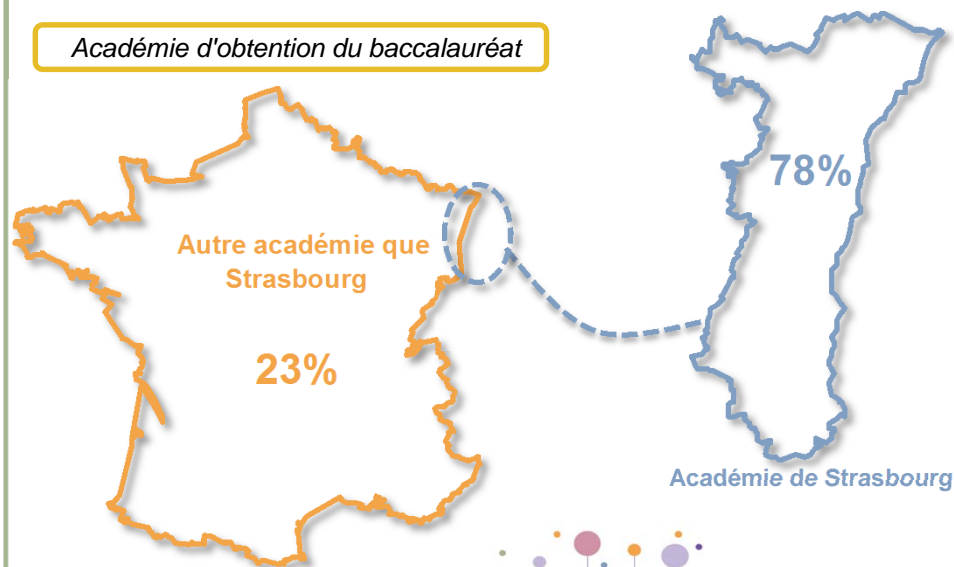 Académie d'obtention du baccalauréat
78%
Autre académie que
Strasbourg
23%
Académie de Strasbourg